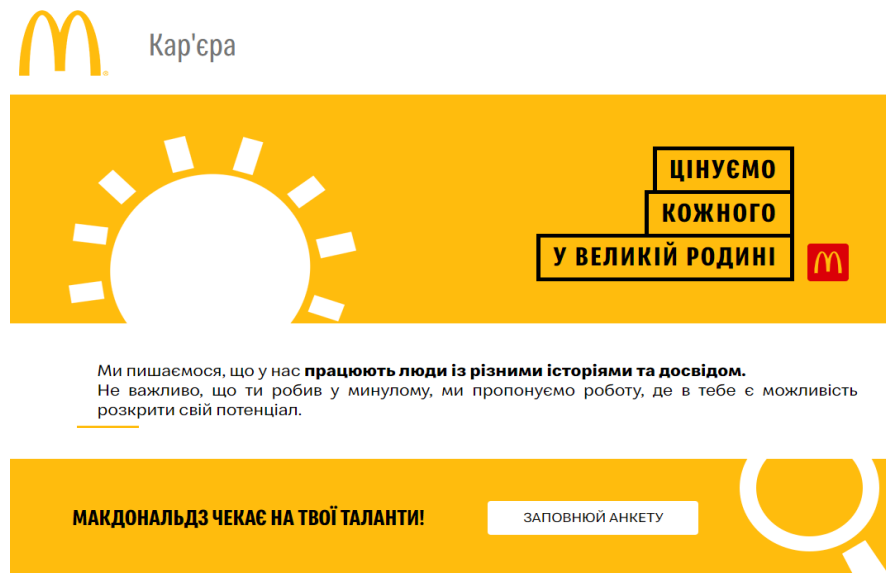 Кар'єра
ЦІНУЄМО
КОЖНОГО
У ВЕЛИКІЙ РОДИНІ
Ми пишаємося, що у нас працюють люди із різними історіями та досвідом.
Не важливо, що ти робив у минулому, ми пропонуємо роботу, де в тебе є можливість
розкрити свій потенціал.
МАКДОНАЛЬДЗ ЧЕКАЄ НА ТВОЇ ТАЛАНТИ!
ЗАПОВНЮЙ АНКЕТУ